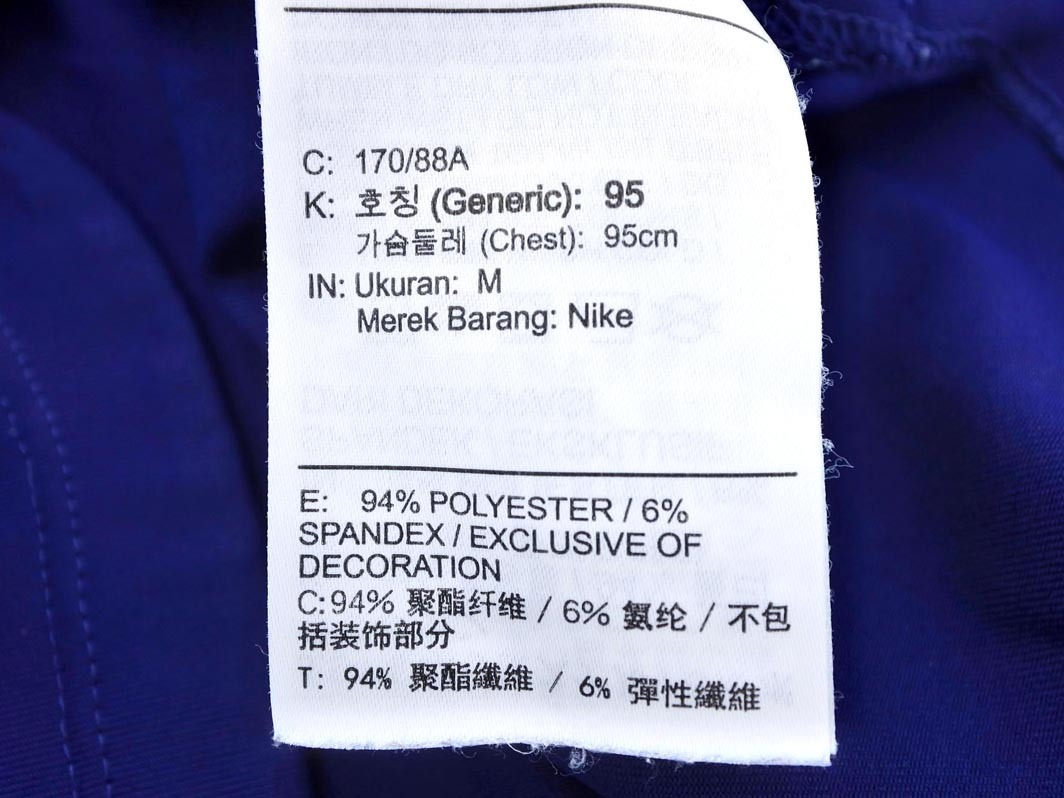 C: 170/88A
K: 호칭 (Generic): 95
가슴둘레 (Chest): 95cm
IN: Ukuran: M
Merek Barang: Nike
E: 94% POLYESTER / 6%
SPANDEX / EXCLUSIVE OF
DECORATION
C:94% 聚酯纤维 / 6% 氨纶 / 不包
括装饰部分
T: 94% 聚酯纖維 / 6% 彈性纖維